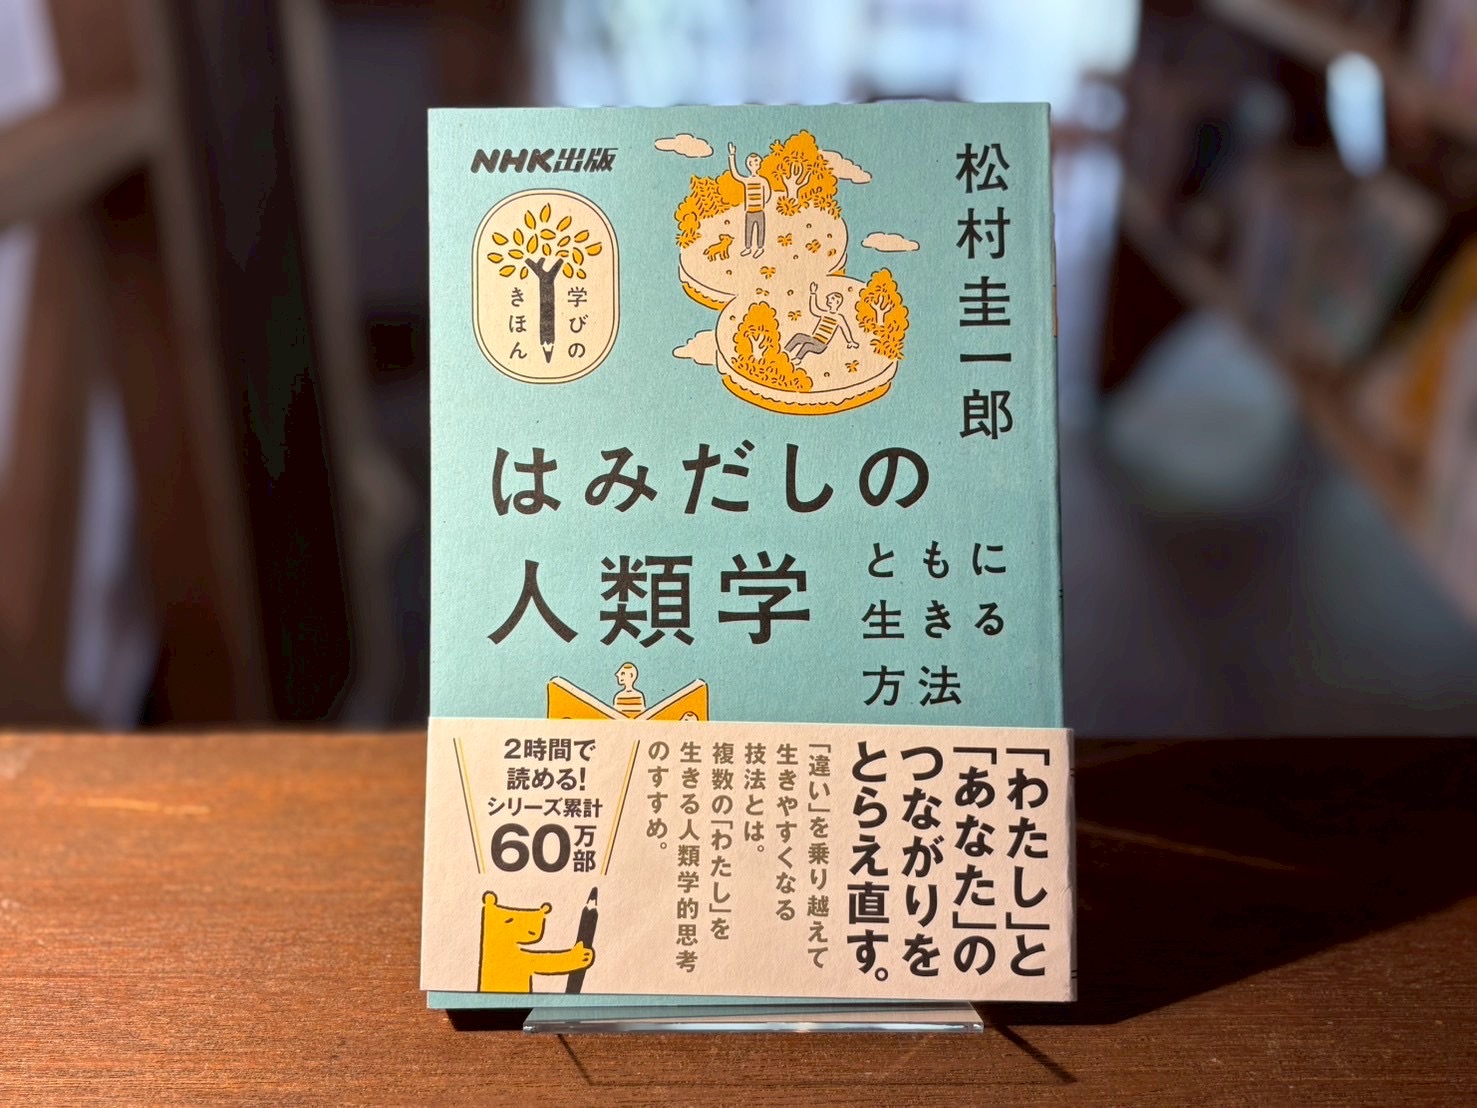 NHK出版
学びの
きほん
松村圭一郎
はみだしの
人類学
ともに
生きる
方法
「わたし」と
「あなた」の
つながりを
とらえ直す。
「違い」を乗り越えて
生きやすくなる
技法とは。
複数の「わたし」を
生きる人類学的思考
のすすめ。
2時間で
読める!
シリーズ累計
60万部